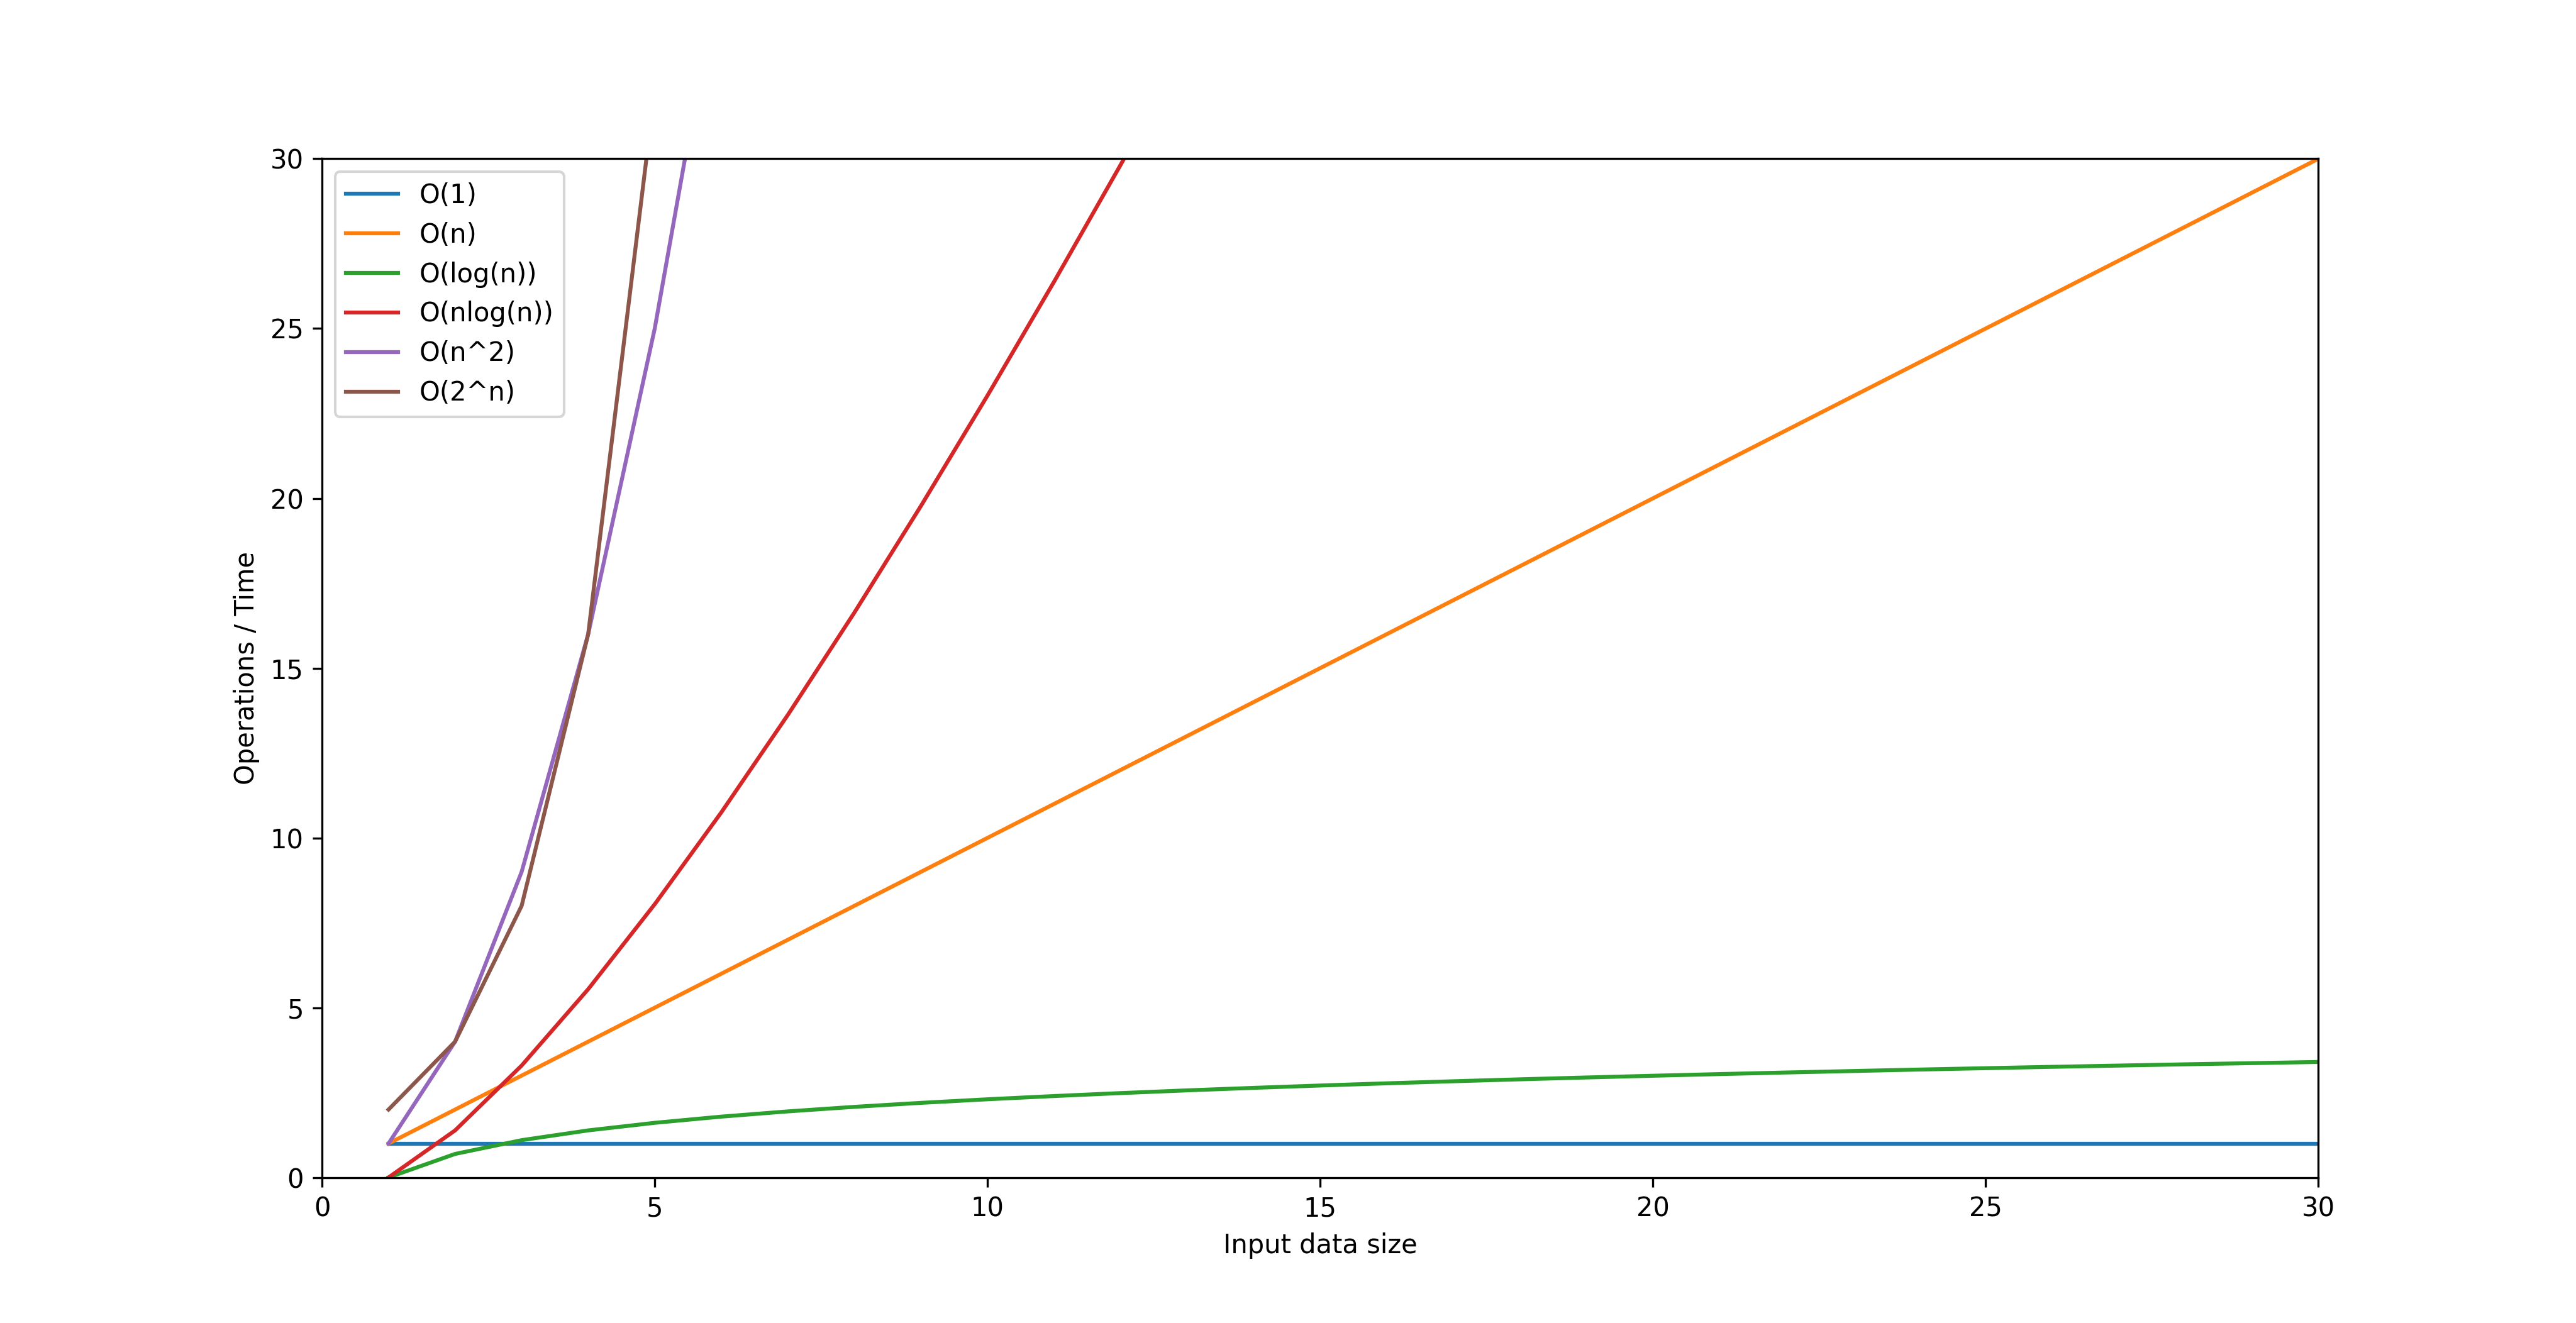 30
25
20
15
10
5
0
Operations / Time
O(1)
O(n)
O(log(n))
O(nlog(n))
O(n^2)
O(2^n)
0 5 10 15 20 25 30
Input data size